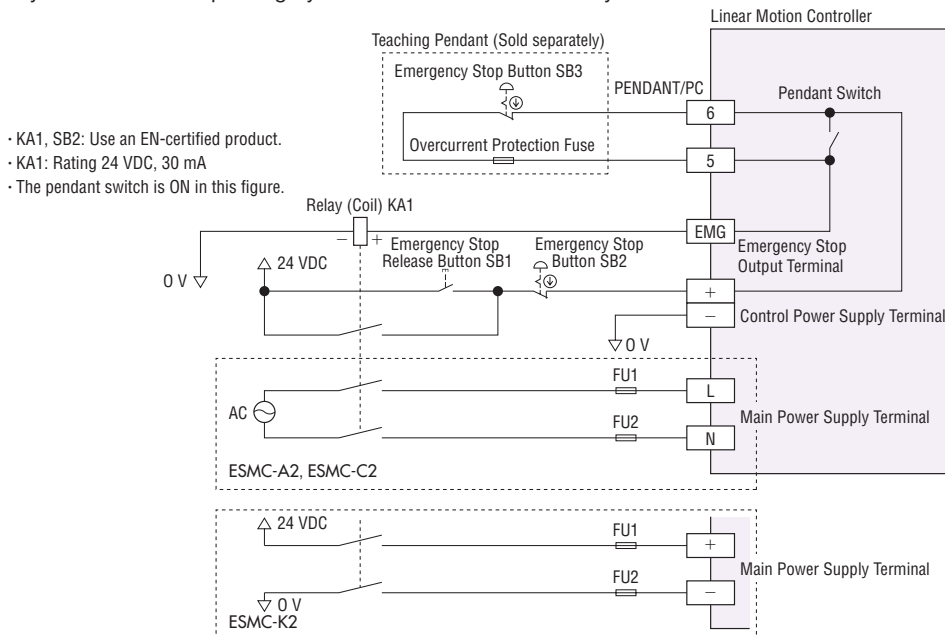 Linear Motion Controller
Teaching Pendant (Sold separately)
Emergency Stop Button SB3
PENDANT/PC
Pendant Switch
6
· KA1, SB2: Use an EN-certified product.
Overcurrent Protection Fuse
5
· KA1: Rating 24 VDC, 30 mA
· The pendant switch is ON in this figure.
Relay (Coil) KA1
− +
EMG
Emergency Stop
Release Button SB1
Emergency Stop
Button SB2
Emergency Stop
Output Terminal
0 V
24 VDC
+
−
Control Power Supply Terminal
0 V
FU1
L
AC
Main Power Supply Terminal
FU2
N
ESMC-A2, ESMC-C2
24 VDC
FU1
+
Main Power Supply Terminal
FU2
−
0 V
ESMC-K2